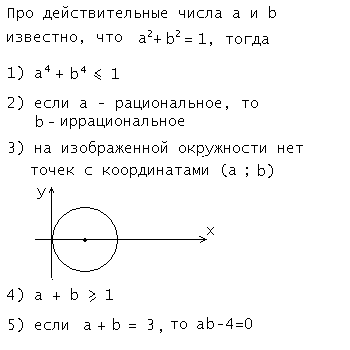 Про действительные числа a и b
известно, что a²+ b² = 1, тогда
1) a⁴ + b⁴ ⩽ 1
2) если a - рациональное, то
b - иррациональное
3) на изображенной окружности нет
точек с координатами (a ; b)
y
x
4) a + b ⩾ 1
5) если a + b = 3, то ab-4=0